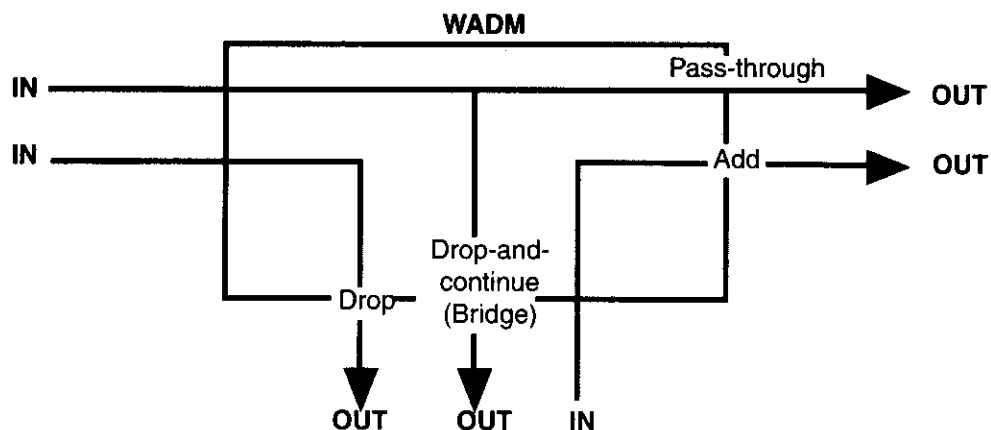 WADM
Pass-through
IN
OUT
IN
Add
OUT
Drop-and-
continue
(Bridge)
Drop
OUT
OUT
IN